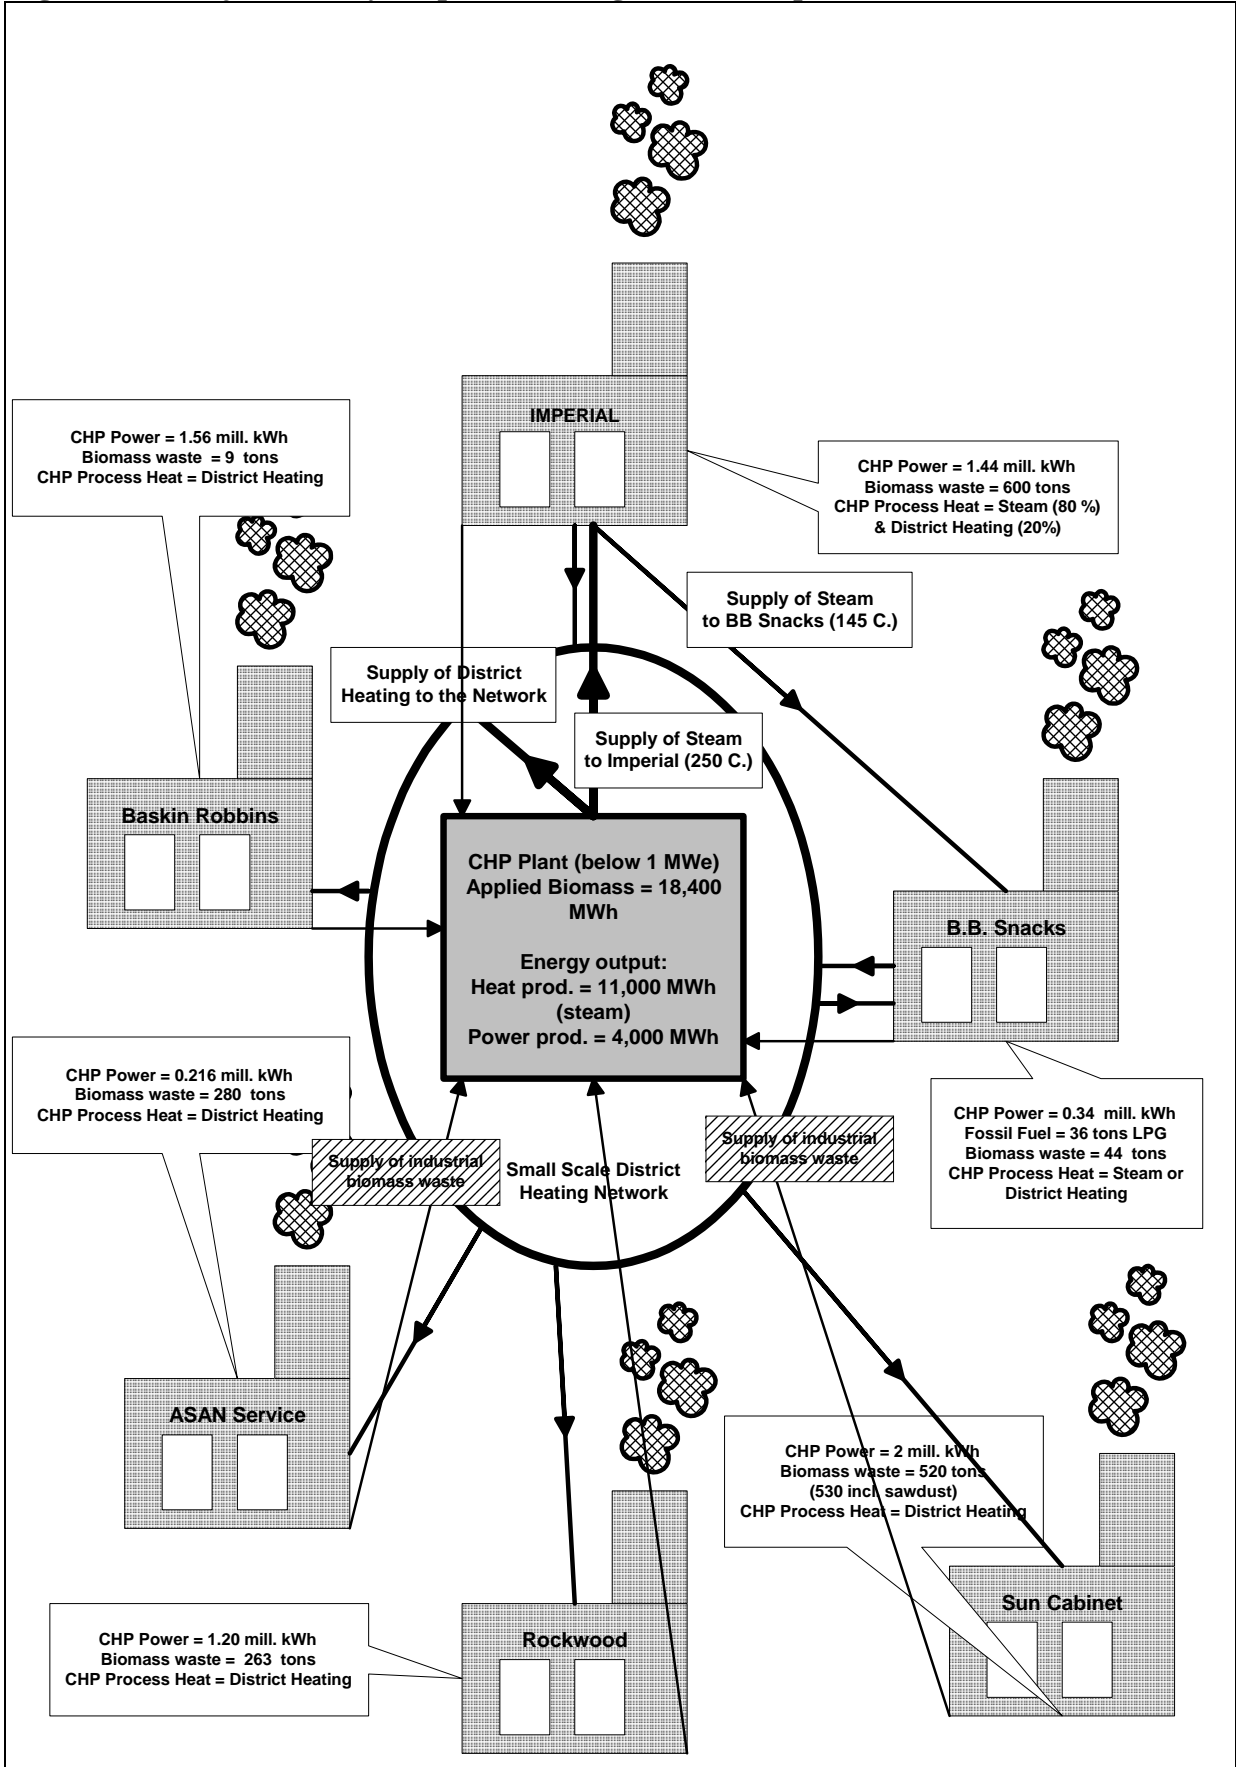 IMPERIAL
CHP Power = 1.56 mill. kWh
Biomass waste = 9 tons
CHP Process Heat = District Heating
CHP Power = 1.44 mill. kWh
Biomass waste = 600 tons
CHP Process Heat = Steam (80 %)
& District Heating (20%)
Supply of Steam
to BB Snacks (145 C.)
Supply of District
Heating to the Network
Supply of Steam
to Imperial (250 C.)
Baskin Robbins
CHP Plant (below 1 MWe)
Applied Biomass = 18,400
MWh
Energy output:
Heat prod. = 11,000 MWh
(steam)
Power prod. = 4,000 MWh
B.B. Snacks
CHP Power = 0.216 mill. kWh
Biomass waste = 280 tons
CHP Process Heat = District Heating
CHP Power = 0.34 mill. kWh
Fossil Fuel = 36 tons LPG
Biomass waste = 44 tons
CHP Process Heat = Steam or
District Heating
Supply of industrial
biomass waste
Small Scale District
Heating Network
Supply of industrial
biomass waste
ASAN Service
CHP Power = 2 mill. kWh
Biomass waste = 520 tons
(530 incl. sawdust)
CHP Process Heat = District Heating
Sun Cabinet
CHP Power = 1.20 mill. kWh
Biomass waste = 263 tons
CHP Process Heat = District Heating
Rockwood